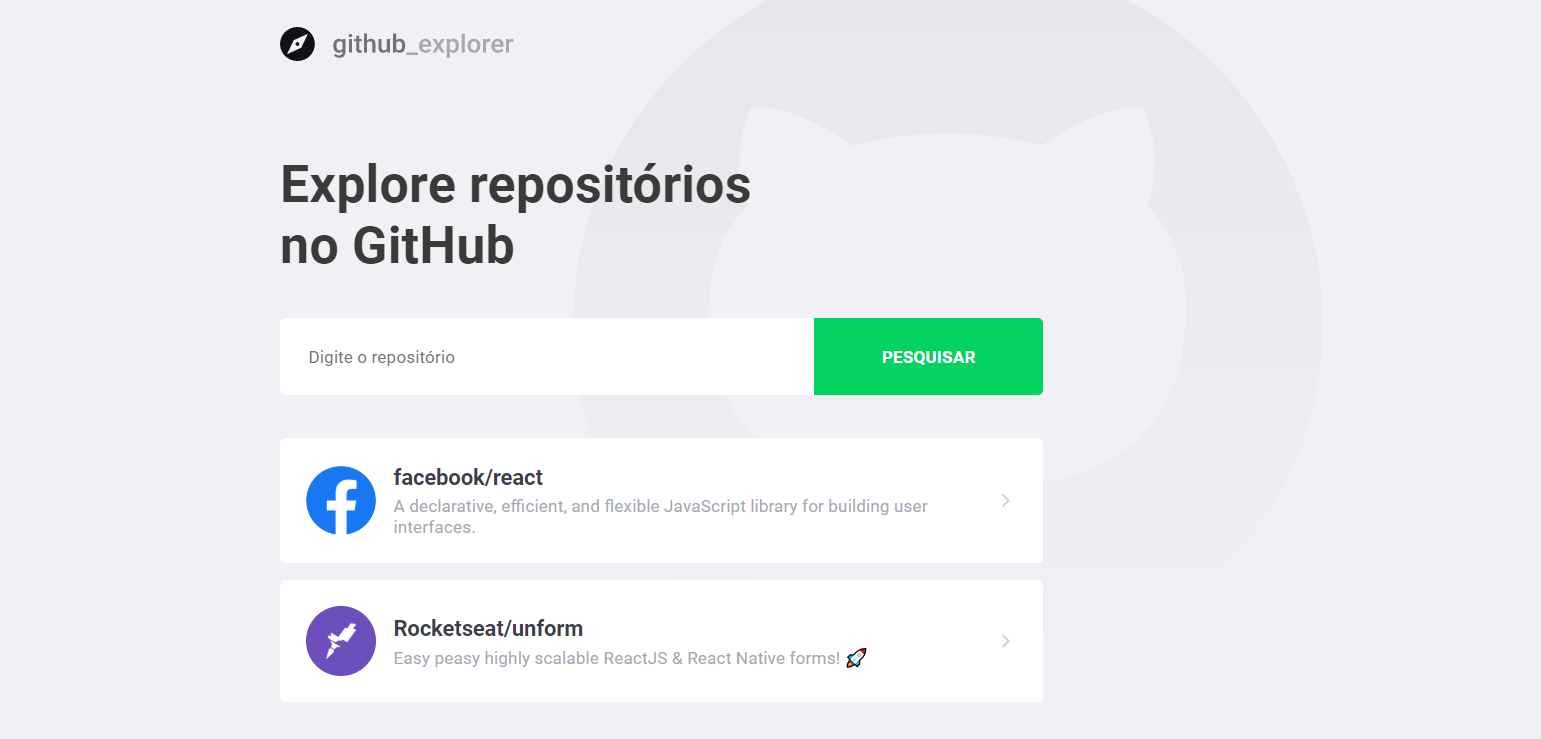 github_explorer
Explore repositórios
no GitHub
Digite o repositório
PESQUISAR
facebook/react
A declarative, efficient, and flexible JavaScript library for building user
interfaces.
Rocketseat/unform
Easy peasy highly scalable ReactJS & React Native forms! 🚀